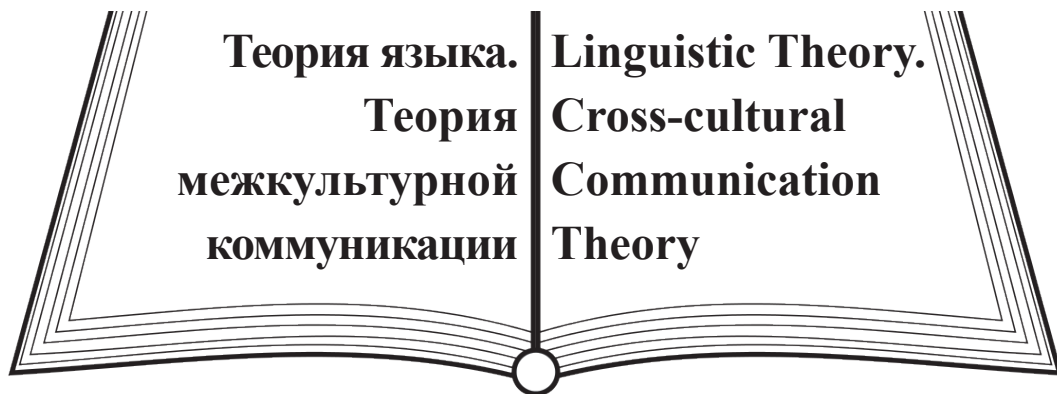 Теория языка.
Теория
межкультурной
коммуникации
Linguistic Theory.
Cross-cultural
Communication
Theory